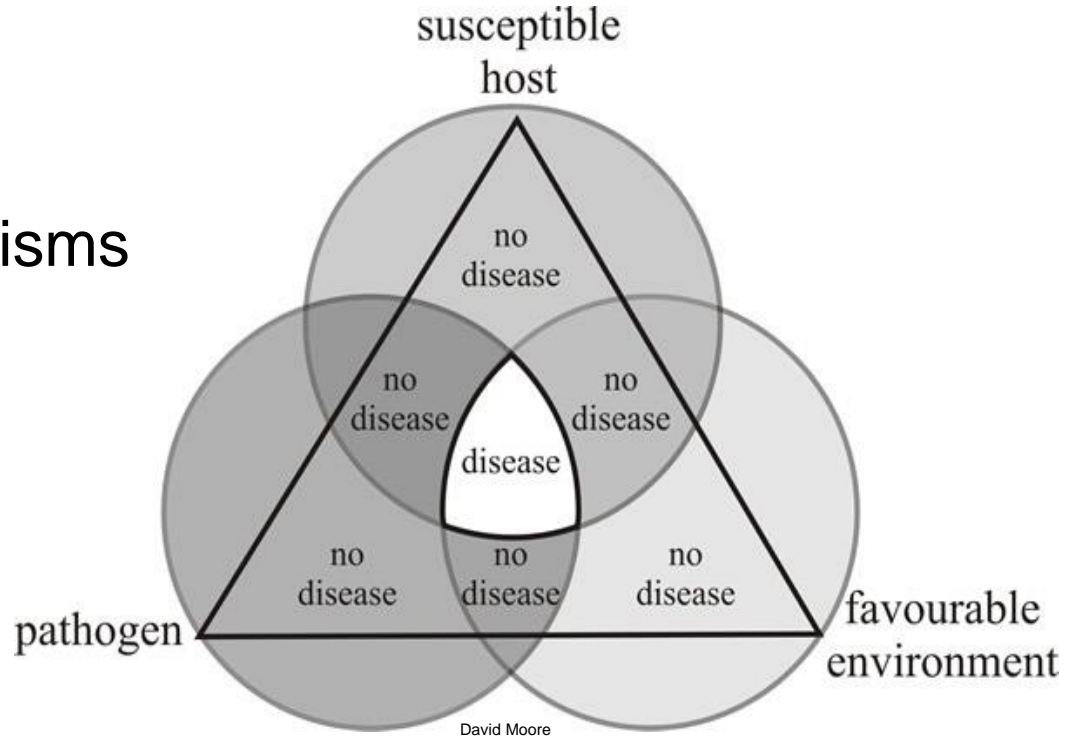 susceptible
host
isms
no
disease
no
disease
no
disease
disease
no
disease
no
disease
no
disease
pathogen
favourable
environment
David Moore